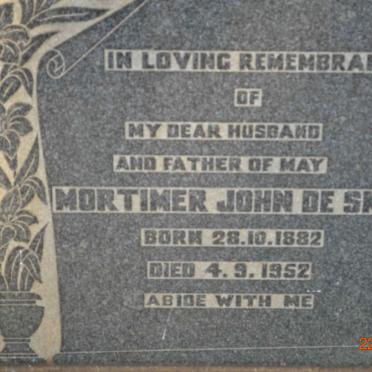 IN LOVING REMEMBRA
OF
MY DEAR HUSBAND
AND FATHER OF MAY
MORTIMER JOHN DE
BORN 28.10.1882
DIED 4.9.1952
ABIDE WITH ME